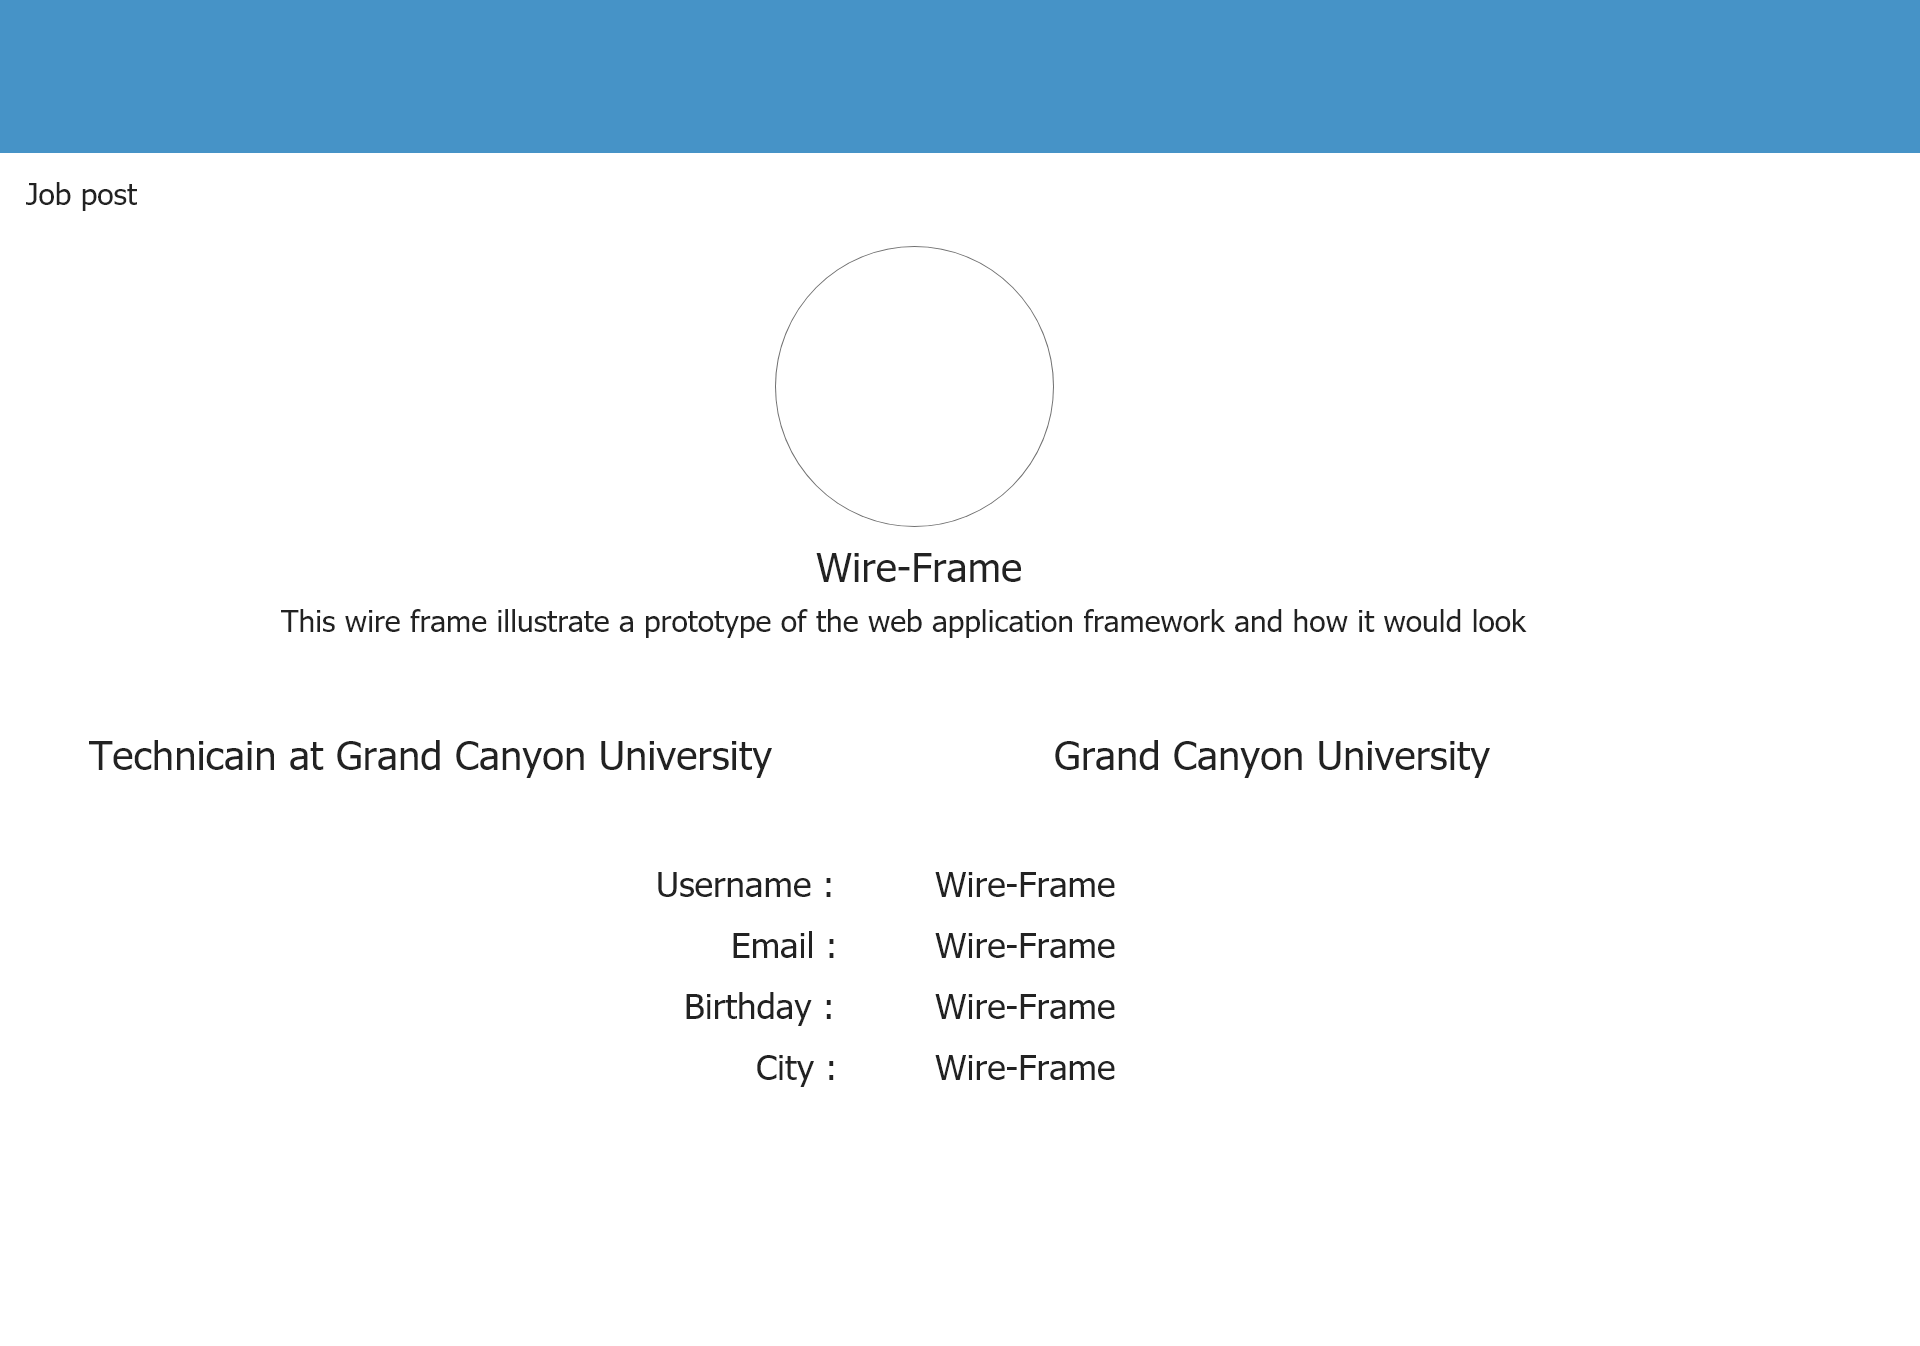 Job post
Wire-Frame
This wire frame illustrate a prototype of the web application framework and how it would look
Technicain at Grand Canyon University
Grand Canyon University
Username : Wire-Frame
Email : Wire-Frame
Birthday : Wire-Frame
City : Wire-Frame